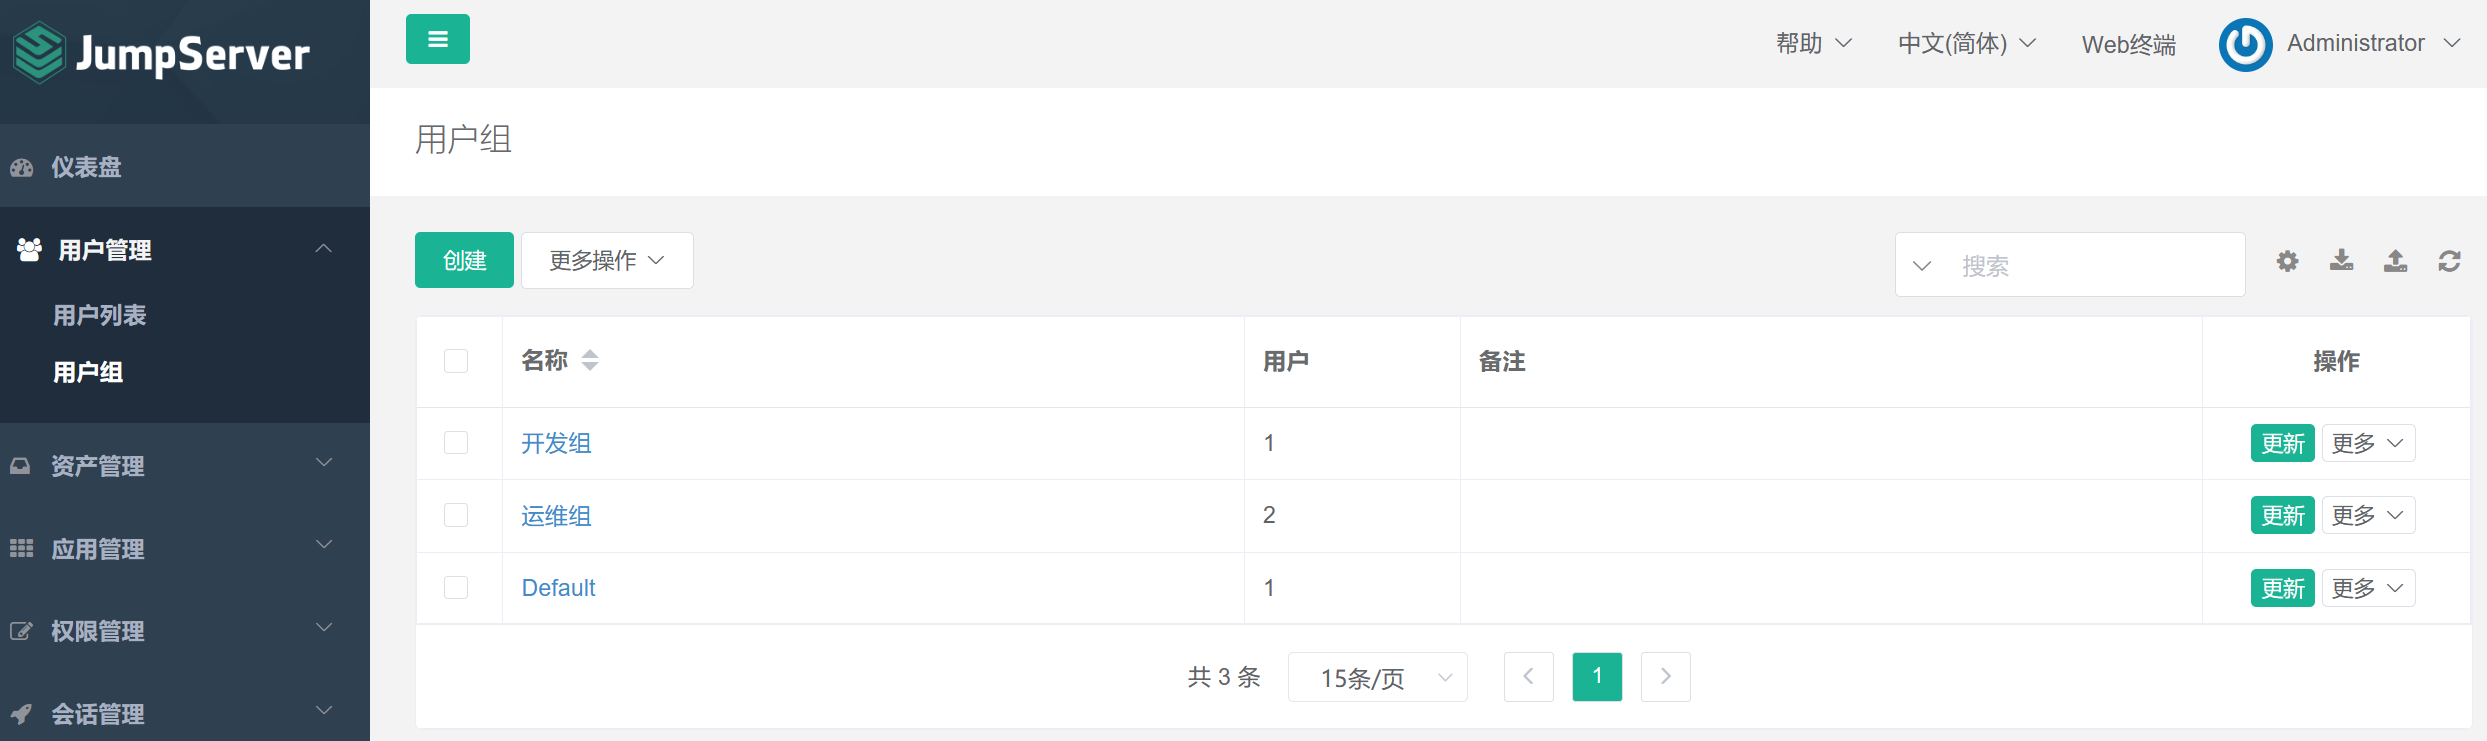 JumpServer
帮助 中文(简体) Web终端 Administrator
仪表盘
用户管理
用户列表
用户组
资产管理
应用管理
权限管理
会话管理
用户组
创建 更多操作 搜索
名称 用户 备注 操作
开发组 1 更新 更多
运维组 2 更新 更多
Default 1 更新 更多
共 3 条 15条/页 1